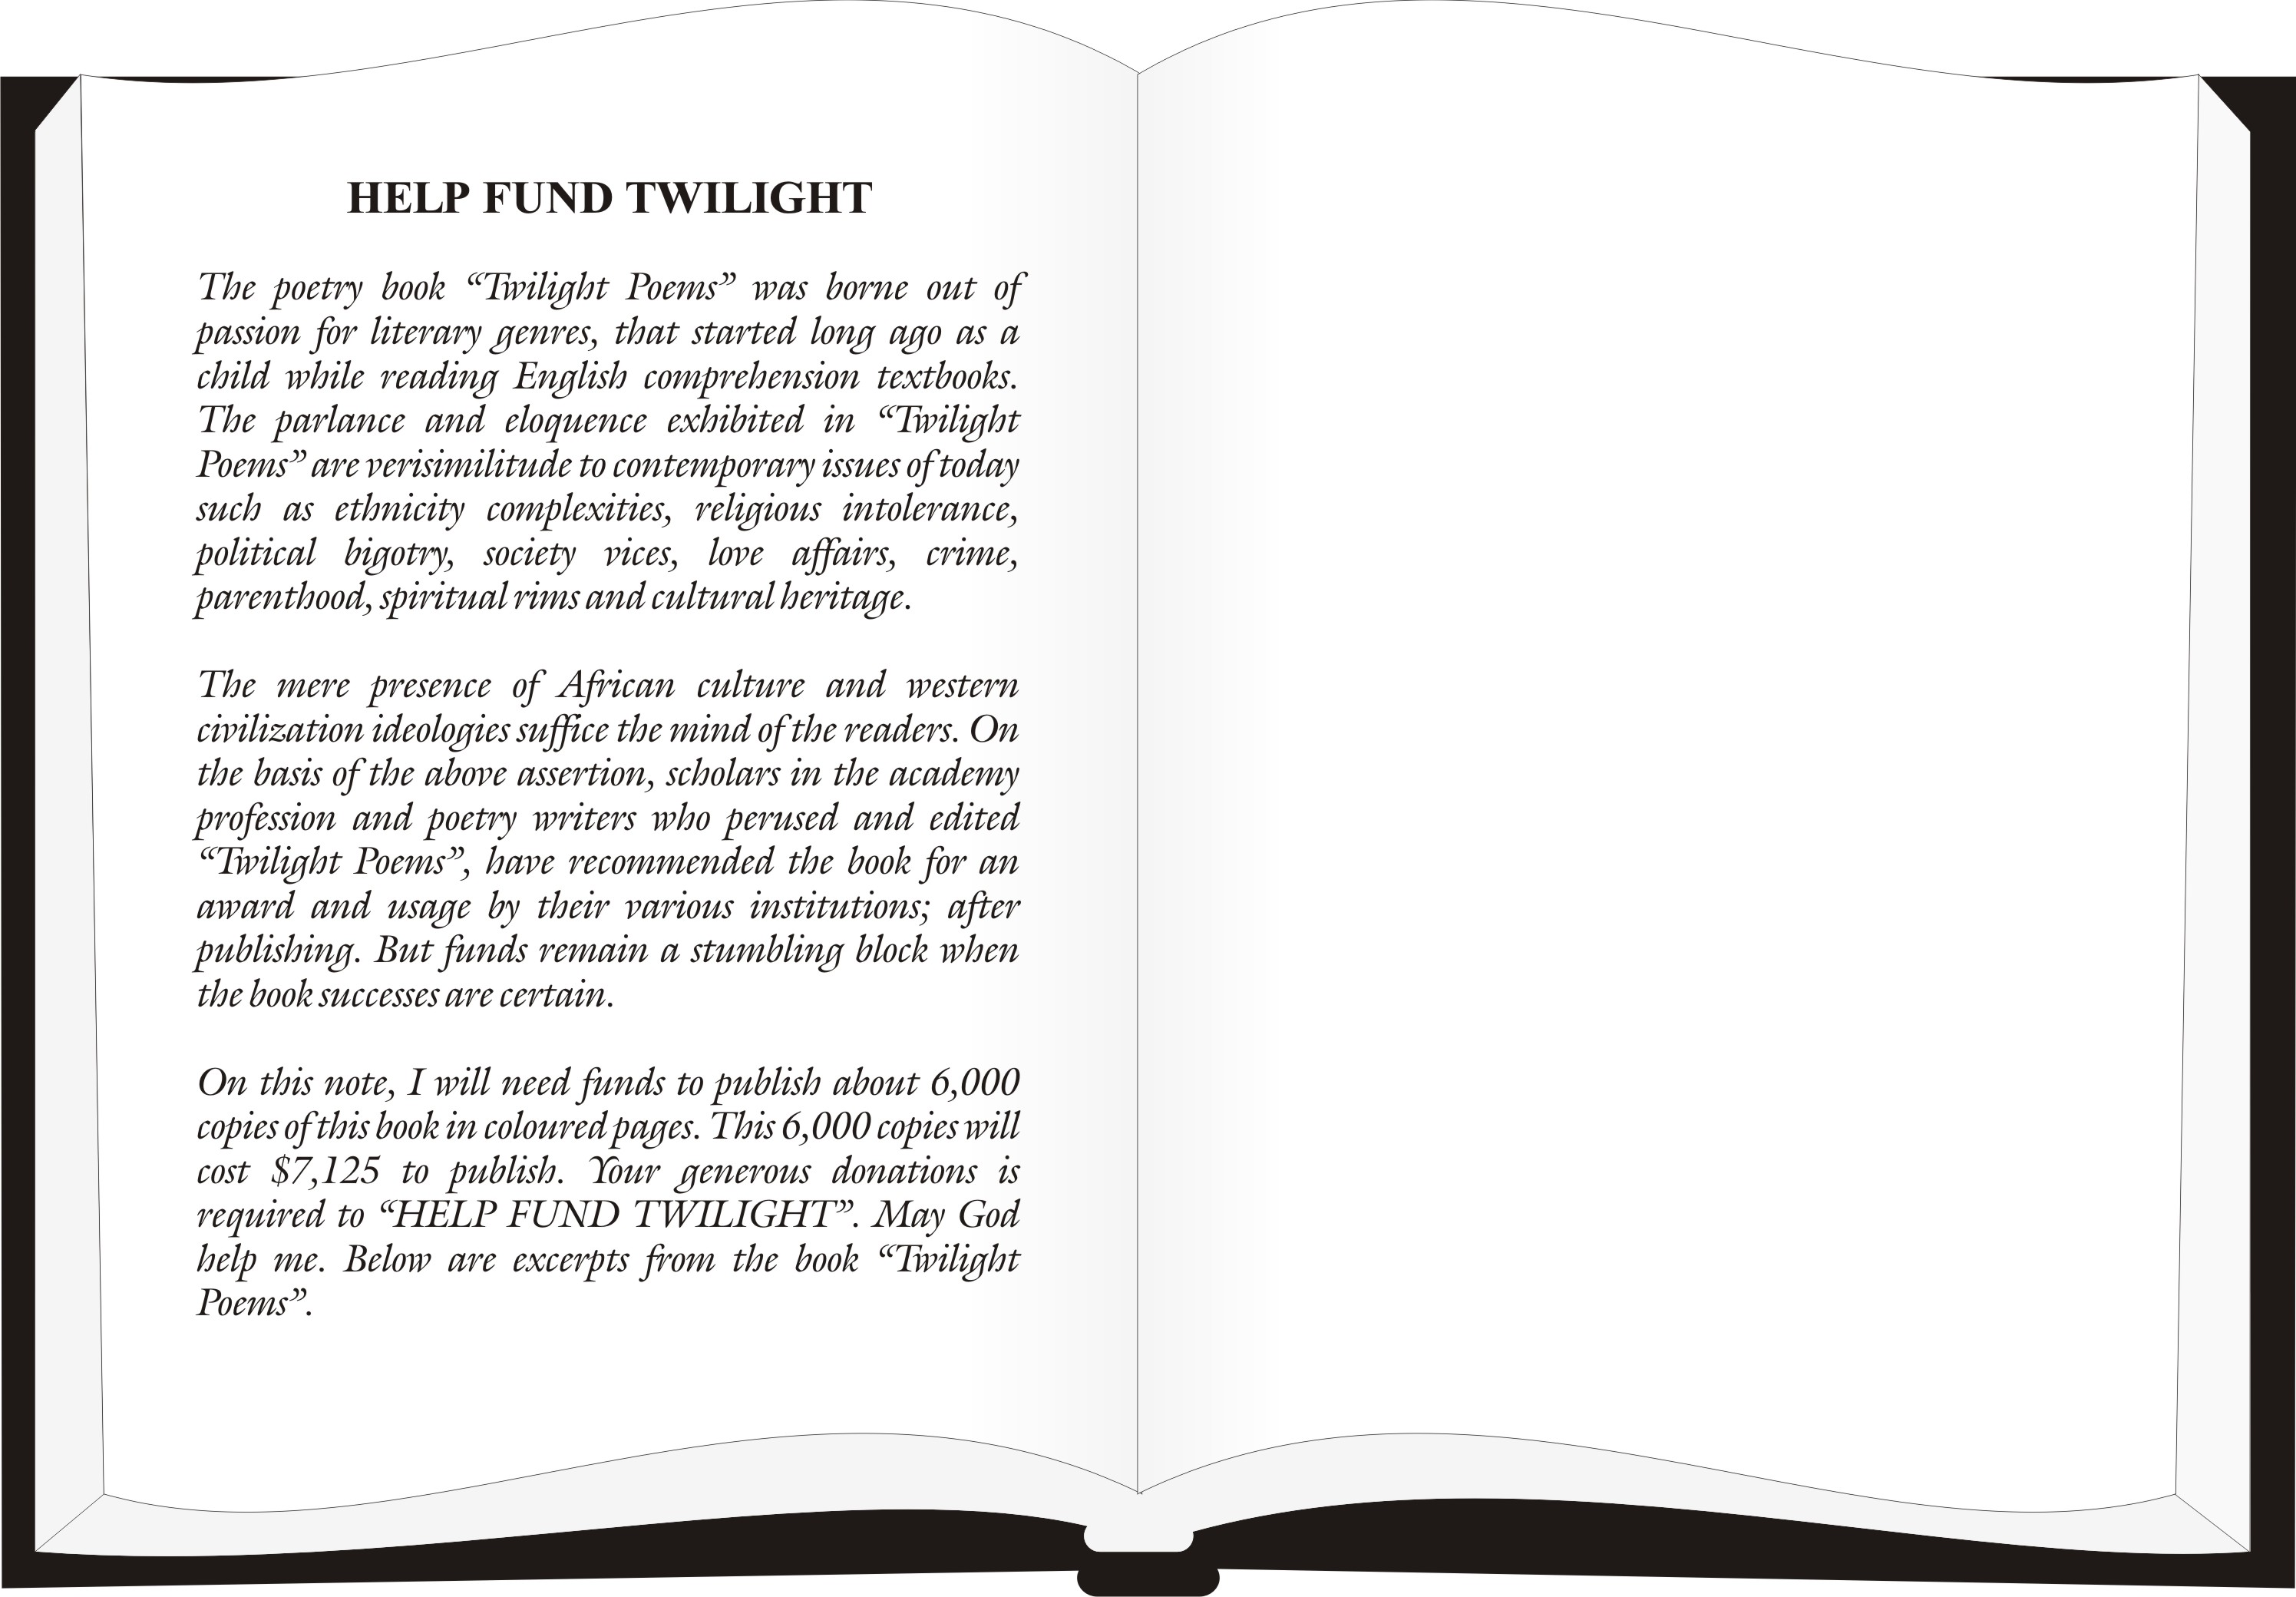 HELP FUND TWILIGHT
The poetry book “Twilight Poems” was borne out of
passion for literary genres, that started long ago as a
child while reading English comprehension textbooks.
The parlance and eloquence exhibited in “Twilight
Poems” are verisimilitude to contemporary issues of today
such as ethnicity complexities, religious intolerance,
political bigotry, society vices, love affairs, crime,
parenthood, spiritual rims and cultural heritage.
The mere presence of African culture and western
civilization ideologies suffice the mind of the readers. On
the basis of the above assertion, scholars in the academy
profession and poetry writers who perused and edited
“Twilight Poems”, have recommended the book for an
award and usage by their various institutions; after
publishing. But funds remain a stumbling block when
the book successes are certain.
On this note, I will need funds to publish about 6,000
copies of this book in coloured pages. This 6,000 copies will
cost $7,125 to publish. Your generous donations is
required to “HELP FUND TWILIGHT”. May God
help me. Below are excerpts from the book “Twilight
Poems”.